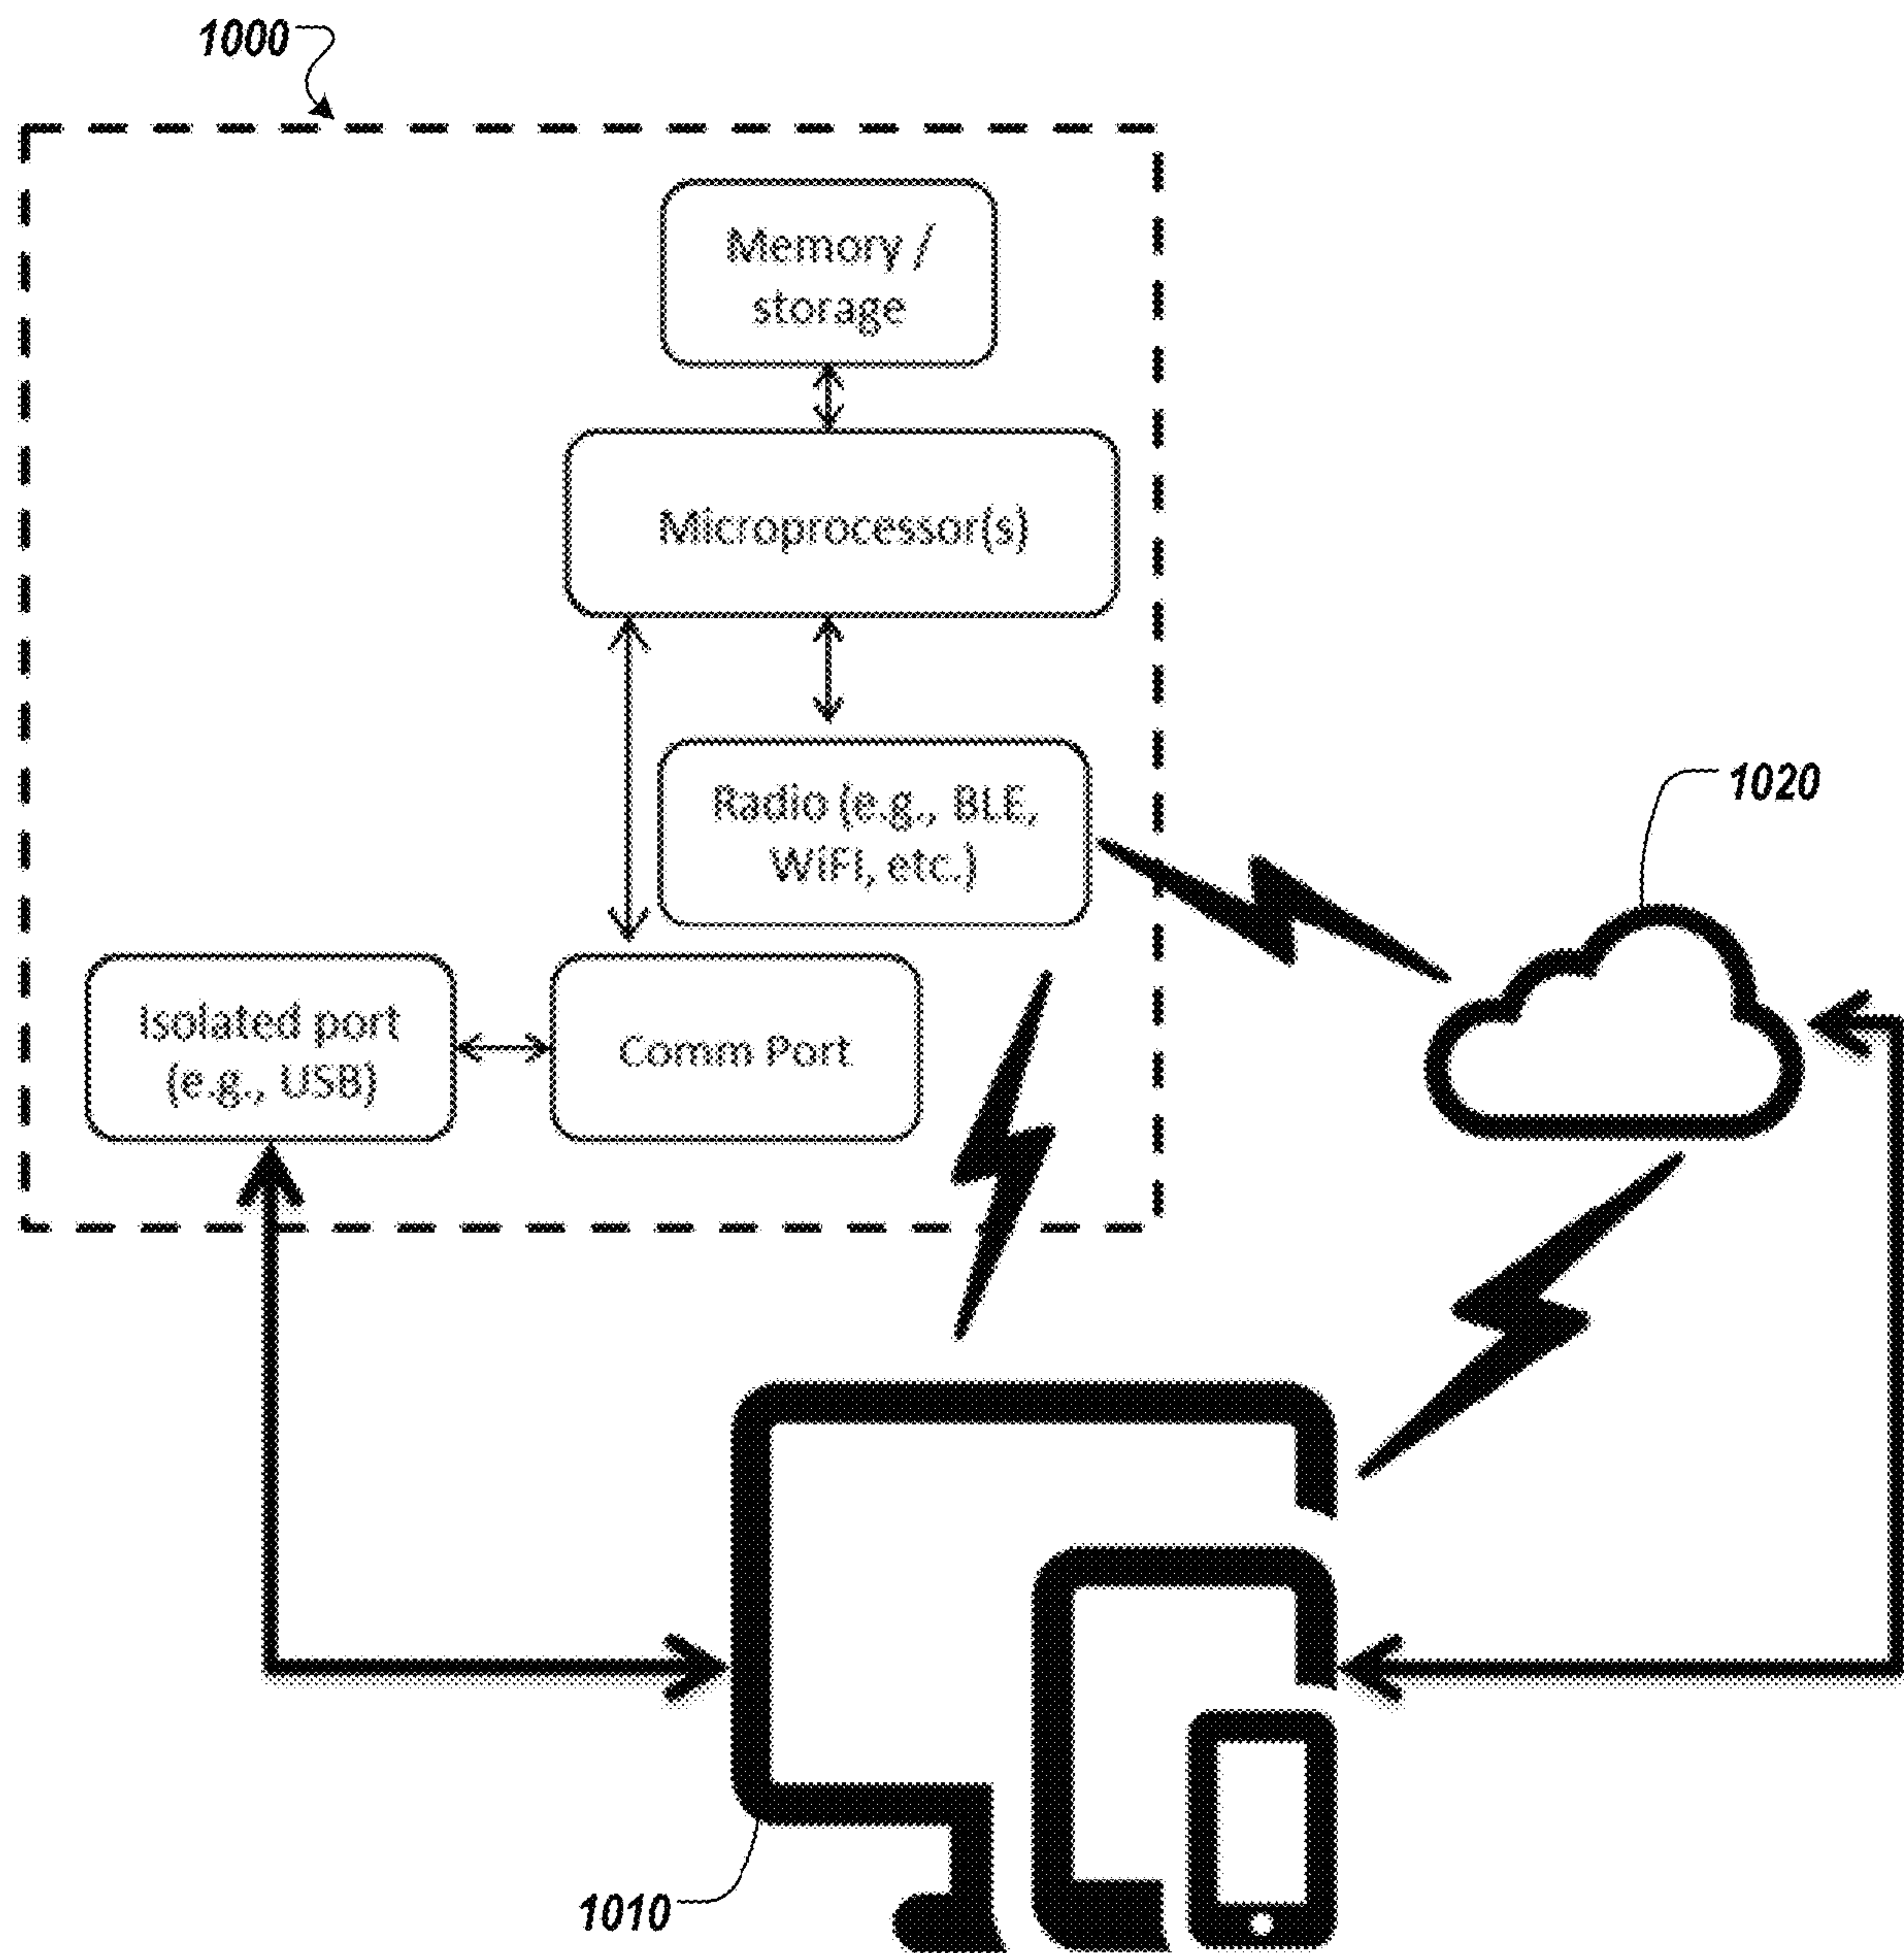 1000
Memory /
storage
Microprocessor(s)
Radio (e.g., BLE,
WiFi, etc.)
1020
Isolated port
(e.g., USB)
Comm Port
1010